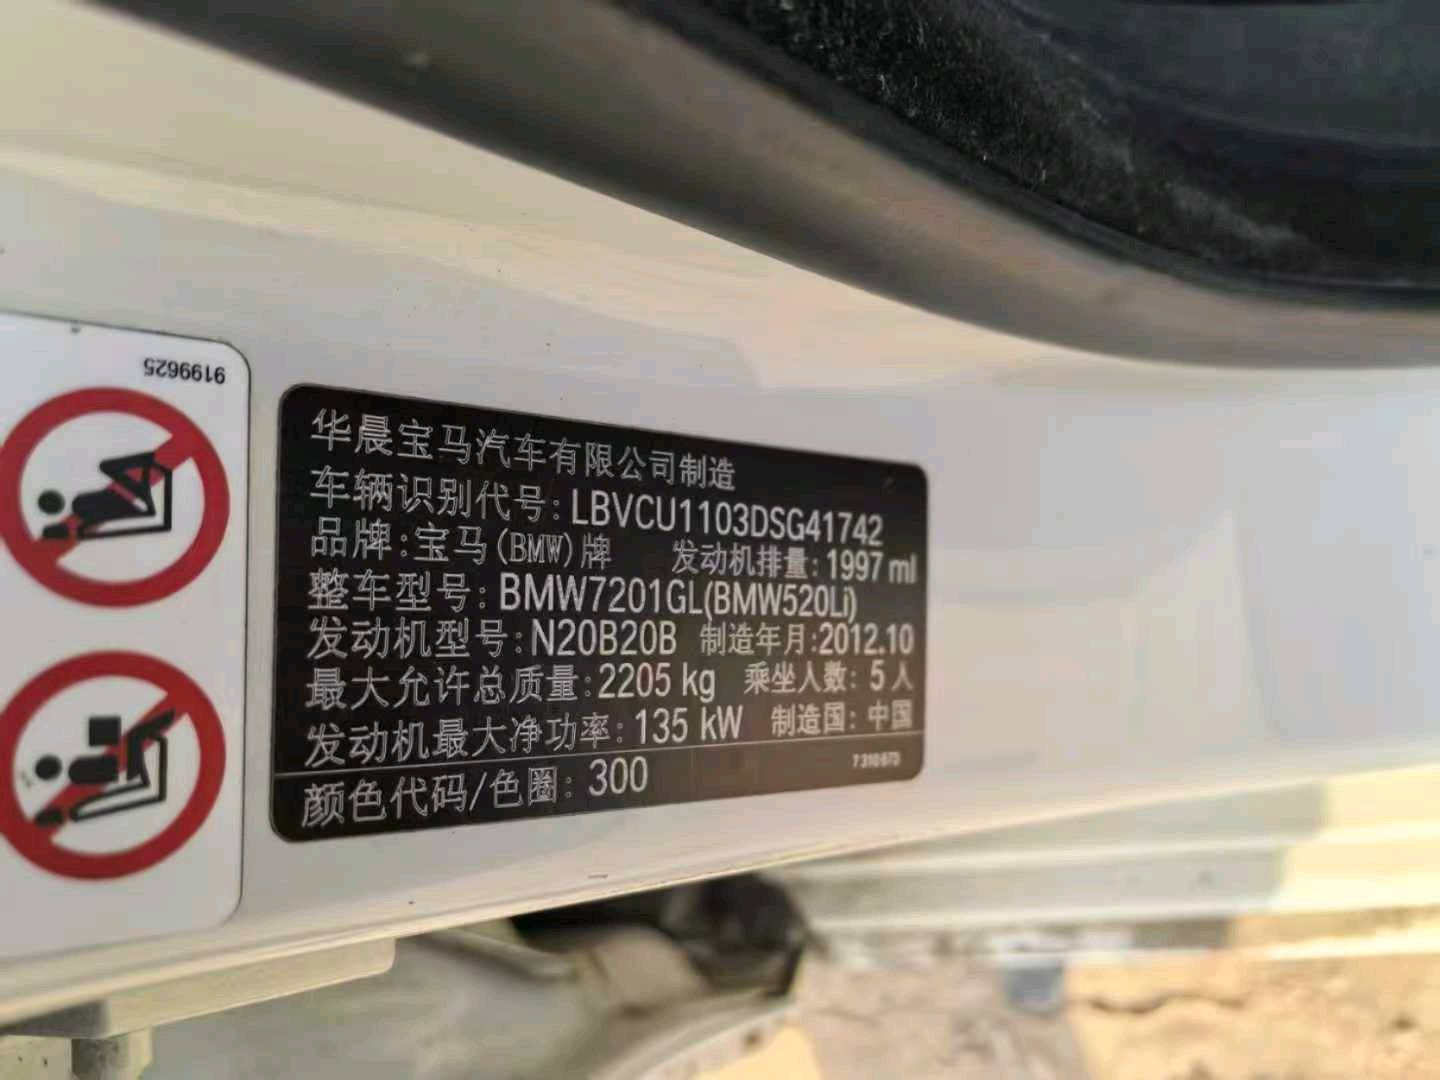 9199625
华晨宝马汽车有限公司制造
车辆识别代号:LBVCU1103DSG41742
品牌:宝马(BMW)牌 发动机排量:1997 ml
整车型号:BMW7201GL(BMW520Li)
发动机型号:N20B20B 制造年月:2012.10
最大允许总质量:2205 kg 乘坐人数: 5 人
发动机最大净功率: 135 kW 制造国: 中国
7 310 673
颜色代码/色圈: 300